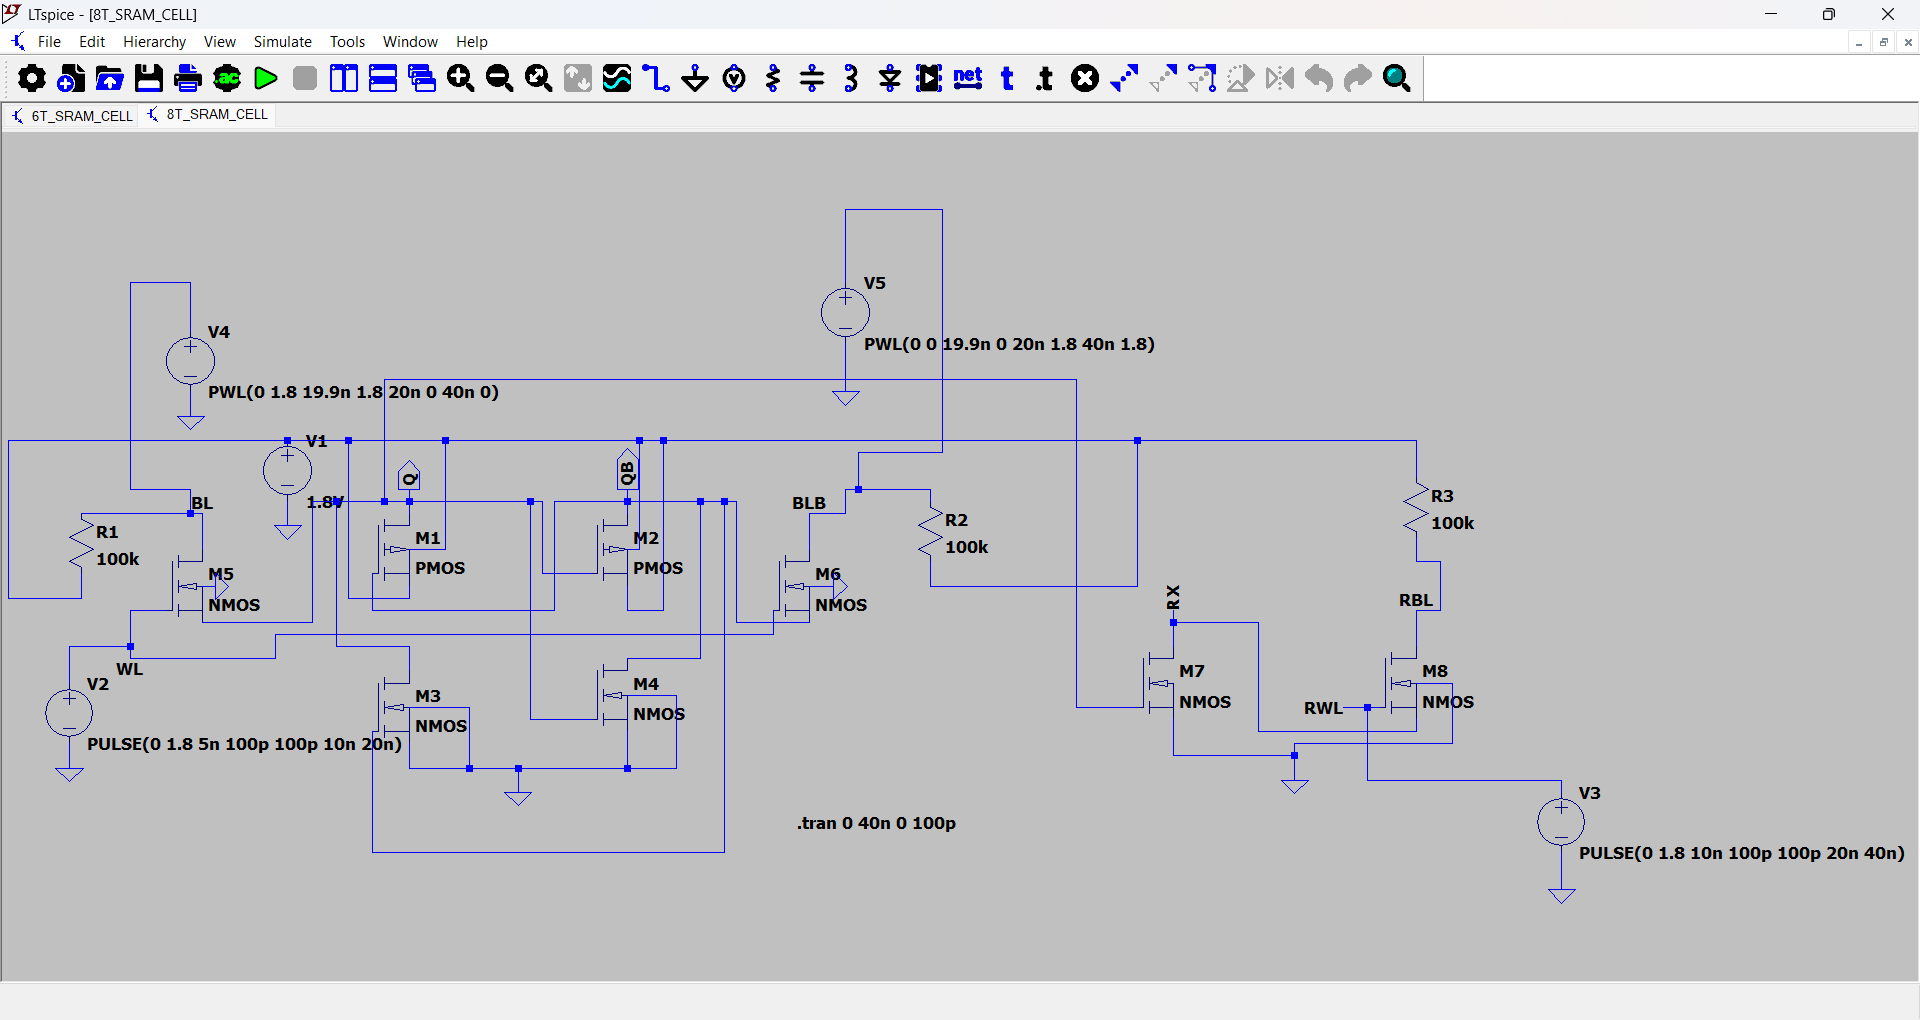 LTspice - [8T_SRAM_CELL]
File Edit Hierarchy View Simulate Tools Window Help
.ac
net
t
.t
6T_SRAM_CELL
8T_SRAM_CELL
V5
PWL(0 0 19.9n 0 20n 1.8 40n 1.8)
V4
PWL(0 1.8 19.9n 1.8 20n 0 40n 0)
V1
1.8V
Q
QB
BL
BLB
R1
100k
M1
PMOS
M2
PMOS
R2
100k
R3
100k
M5
NMOS
M6
NMOS
RX
RBL
WL
V2
PULSE(0 1.8 5n 100p 100p 10n 20n)
M3
NMOS
M4
NMOS
M7
NMOS
RWL
M8
NMOS
.tran 0 40n 0 100p
V3
PULSE(0 1.8 10n 100p 100p 20n 40n)